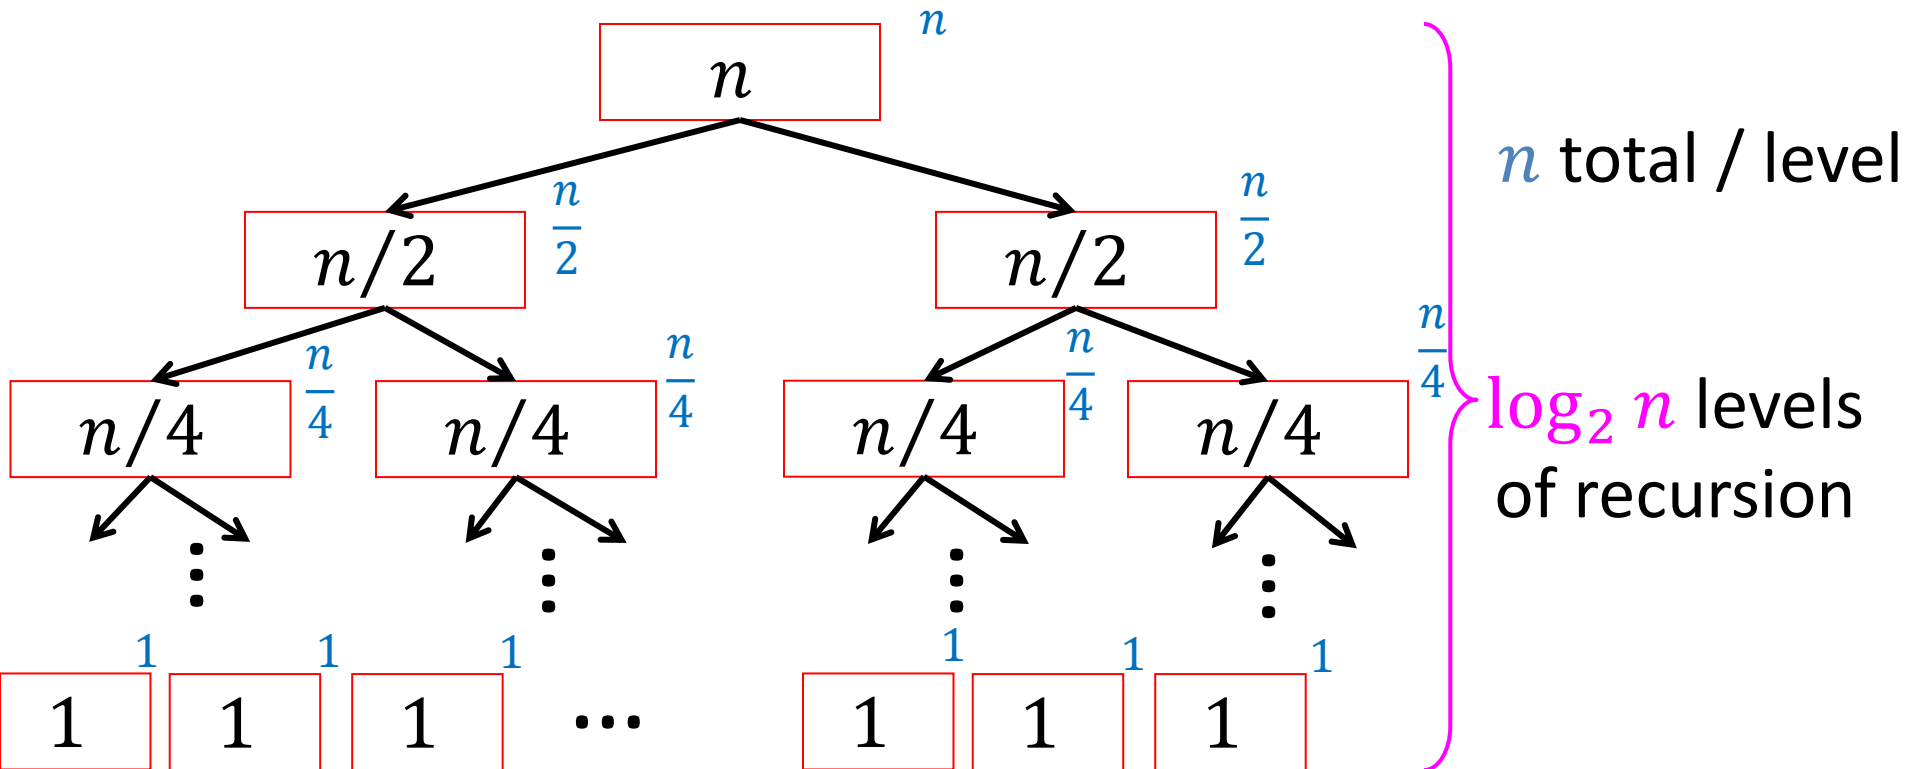 n
n
n total / level
n/2
n/2
n/2
n/2
n/4
n/4
n/4
n/4
n/4
n/4
n/4
n/4
log₂ n levels
of recursion
1 1 1 1 1 1
1 1 1 ... 1 1 1